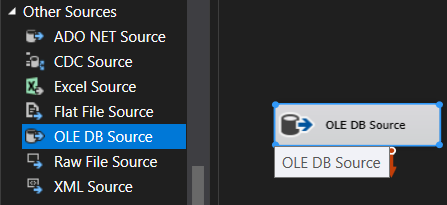 Other Sources
ADO NET Source
CDC Source
Excel Source
Flat File Source
OLE DB Source
Raw File Source
XML Source
OLE DB Source
OLE DB Source